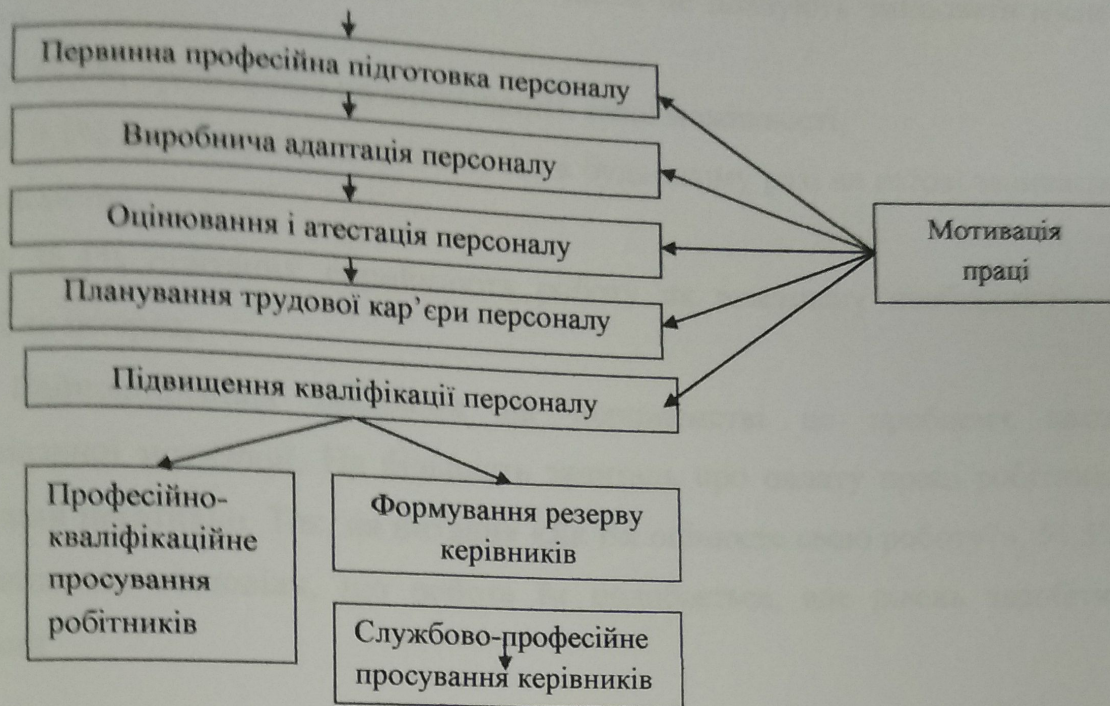 Первинна професійна підготовка персоналу
Виробнича адаптація персоналу
Оцінювання і атестація персоналу
Планування трудової кар’єри персоналу
Підвищення кваліфікації персоналу
Мотивація
праці
Професійно-
кваліфікаційне
просування
робітників
Формування резерву
керівників
Службово-професійне
просування керівників